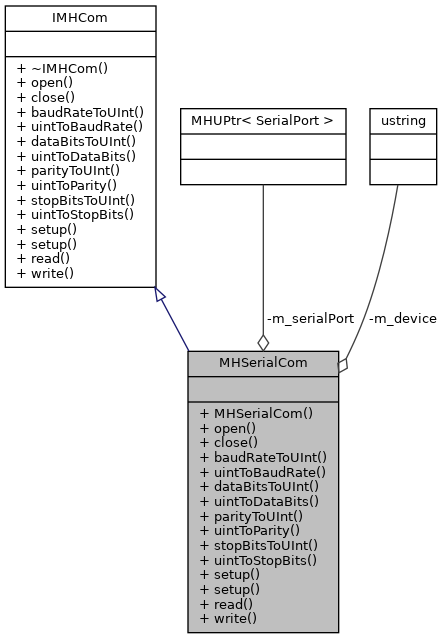 IMHCom
+ ~IMHCom()
+ open()
+ close()
+ baudRateToUInt()
+ uintToBaudRate()
+ dataBitsToUInt()
+ uintToDataBits()
+ parityToUInt()
+ uintToParity()
+ stopBitsToUInt()
+ uintToStopBits()
+ setup()
+ setup()
+ read()
+ write()
MHUPtr< SerialPort >
ustring
-m_serialPort
-m_device
MHSerialCom
+ MHSerialCom()
+ open()
+ close()
+ baudRateToUInt()
+ uintToBaudRate()
+ dataBitsToUInt()
+ uintToDataBits()
+ parityToUInt()
+ uintToParity()
+ stopBitsToUInt()
+ uintToStopBits()
+ setup()
+ setup()
+ read()
+ write()